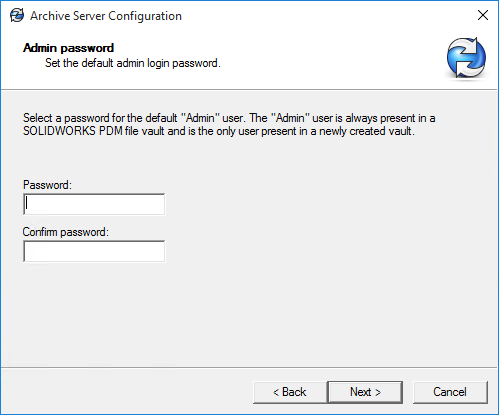 Archive Server Configuration
Admin password
Set the default admin login password.
Select a password for the default "Admin" user. The "Admin" user is always present in a
SOLIDWORKS PDM file vault and is the only user present in a newly created vault.
Password:
Confirm password:
< Back
Next >
Cancel